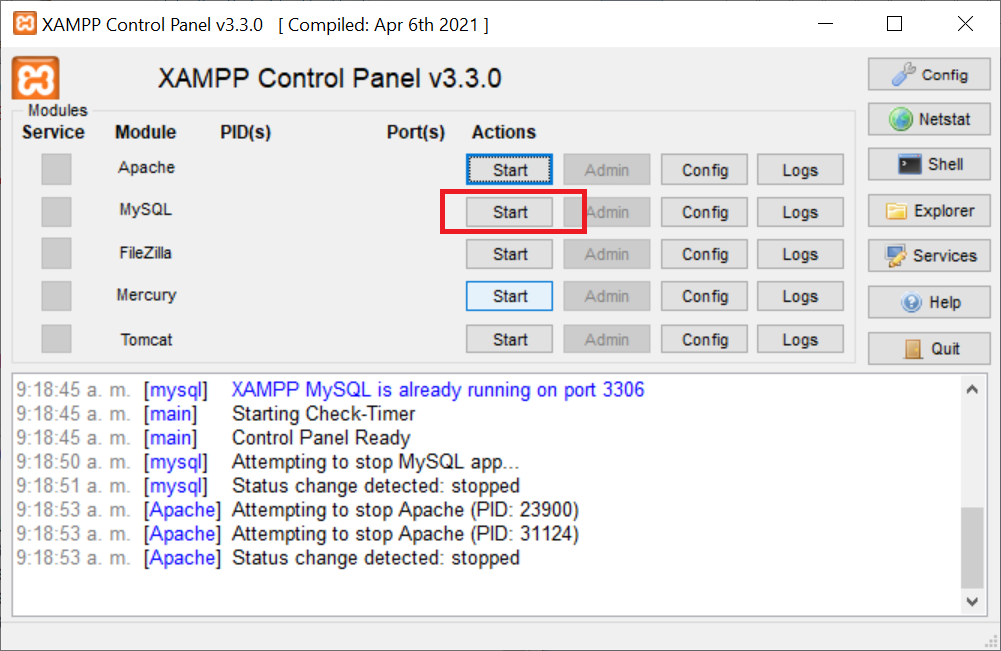 XAMPP Control Panel v3.3.0 [ Compiled: Apr 6th 2021 ]
XAMPP Control Panel v3.3.0
Config
Modules
Netstat
Service Module PID(s) Port(s) Actions
Apache Start Admin Config Logs
Shell
MySQL Start Admin Config Logs
Explorer
FileZilla Start Admin Config Logs
Services
Mercury Start Admin Config Logs
Help
Tomcat Start Admin Config Logs
Quit
9:18:45 a. m. [mysql] XAMPP MySQL is already running on port 3306
9:18:45 a. m. [main] Starting Check-Timer
9:18:45 a. m. [main] Control Panel Ready
9:18:50 a. m. [mysql] Attempting to stop MySQL app...
9:18:51 a. m. [mysql] Status change detected: stopped
9:18:53 a. m. [Apache] Attempting to stop Apache (PID: 23900)
9:18:53 a. m. [Apache] Attempting to stop Apache (PID: 31124)
9:18:53 a. m. [Apache] Status change detected: stopped